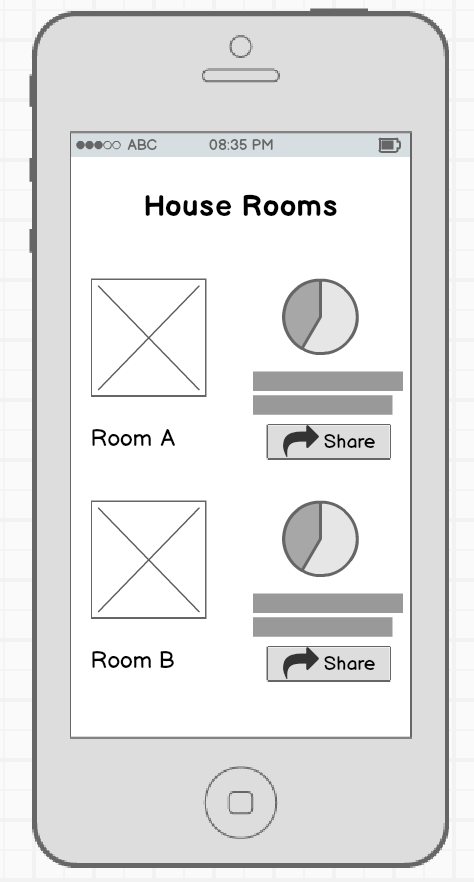 ABC 08:35 PM
House Rooms
Room A
Share
Room B
Share